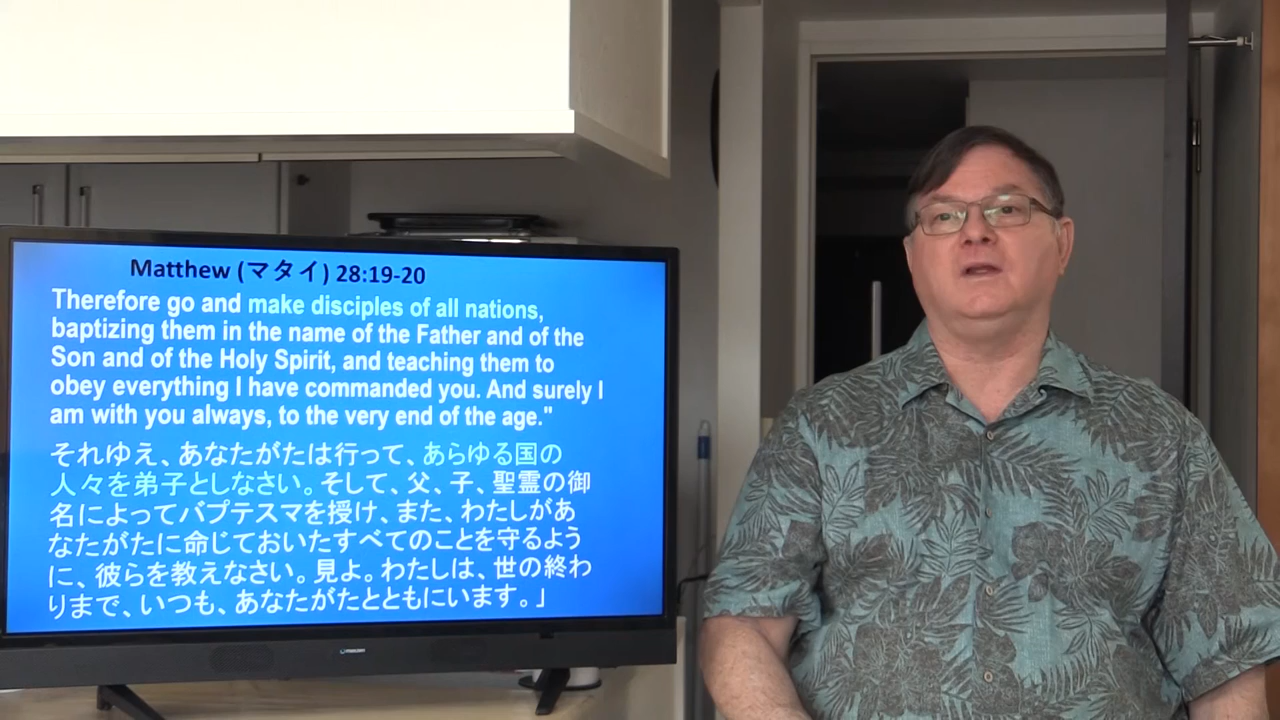 Matthew (マタイ) 28:19-20
Therefore go and make disciples of all nations,
baptizing them in the name of the Father and of the
Son and of the Holy Spirit, and teaching them to
obey everything I have commanded you. And surely I
am with you always, to the very end of the age."
それゆえ、あなたがたは行って、あらゆる国の
人々を弟子としなさい。そして、父、子、聖霊の御
名によってバプテスマを授け、また、わたしがあ
なたがたに命じておいたすべてのことを守るよう
に、彼らを教えなさい。見よ。わたしは、世の終わ
りまで、いつも、あなたがたとともにいます。」